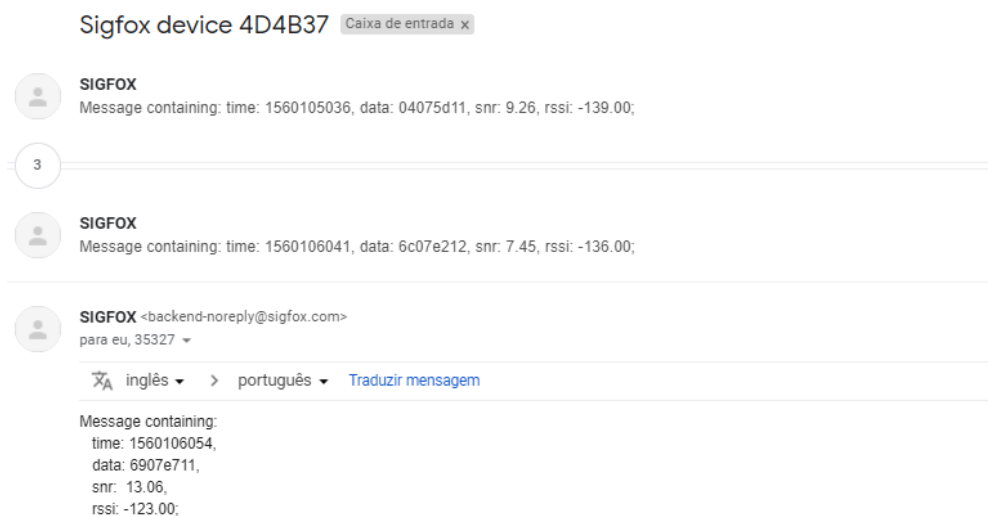 Sigfox device 4D4B37 Caixa de entrada x
SIGFOX
Message containing: time: 1560105036, data: 04075d11, snr: 9.26, rssi: -139.00;
3
SIGFOX
Message containing: time: 1560106041, data: 6c07e212, snr: 7.45, rssi: -136.00;
SIGFOX <backend-noreply@sigfox.com>
para eu, 35327
inglês > português Traduzir mensagem
Message containing:
time: 1560106054,
data: 6907e711,
snr: 13.06,
rssi: -123.00;